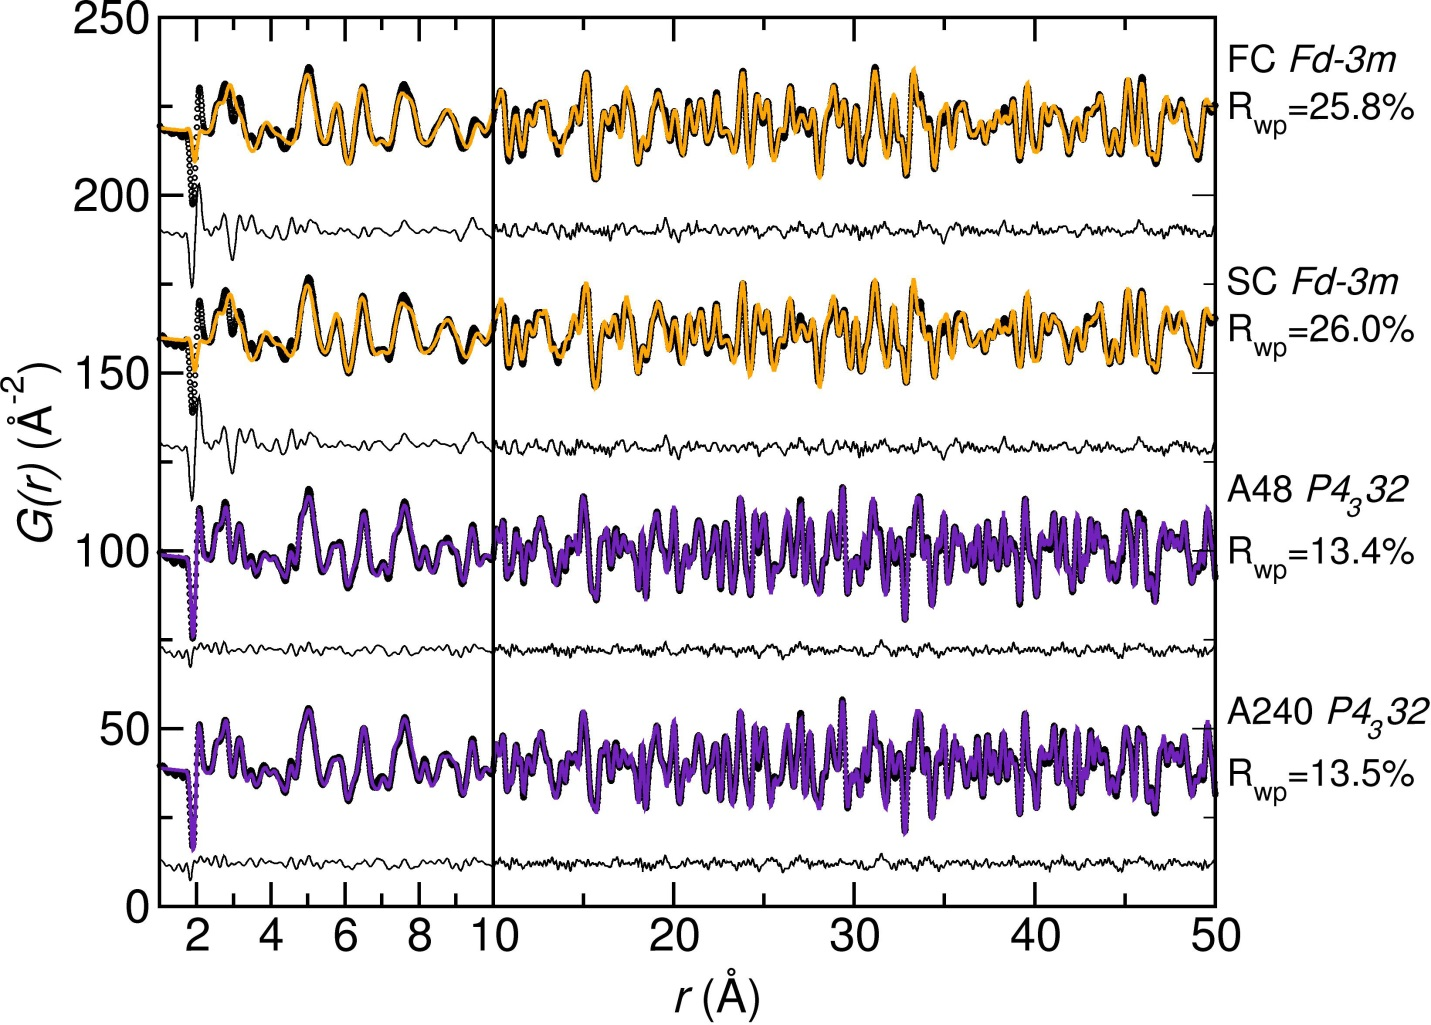 250
200
150
100
50
0
G(r) (Å-2)
2 4 6 8 10 20 30 40 50
r (Å)
FC Fd-3m
Rwp=25.8%
SC Fd-3m
Rwp=26.0%
A48 P4332
Rwp=13.4%
A240 P4332
Rwp=13.5%